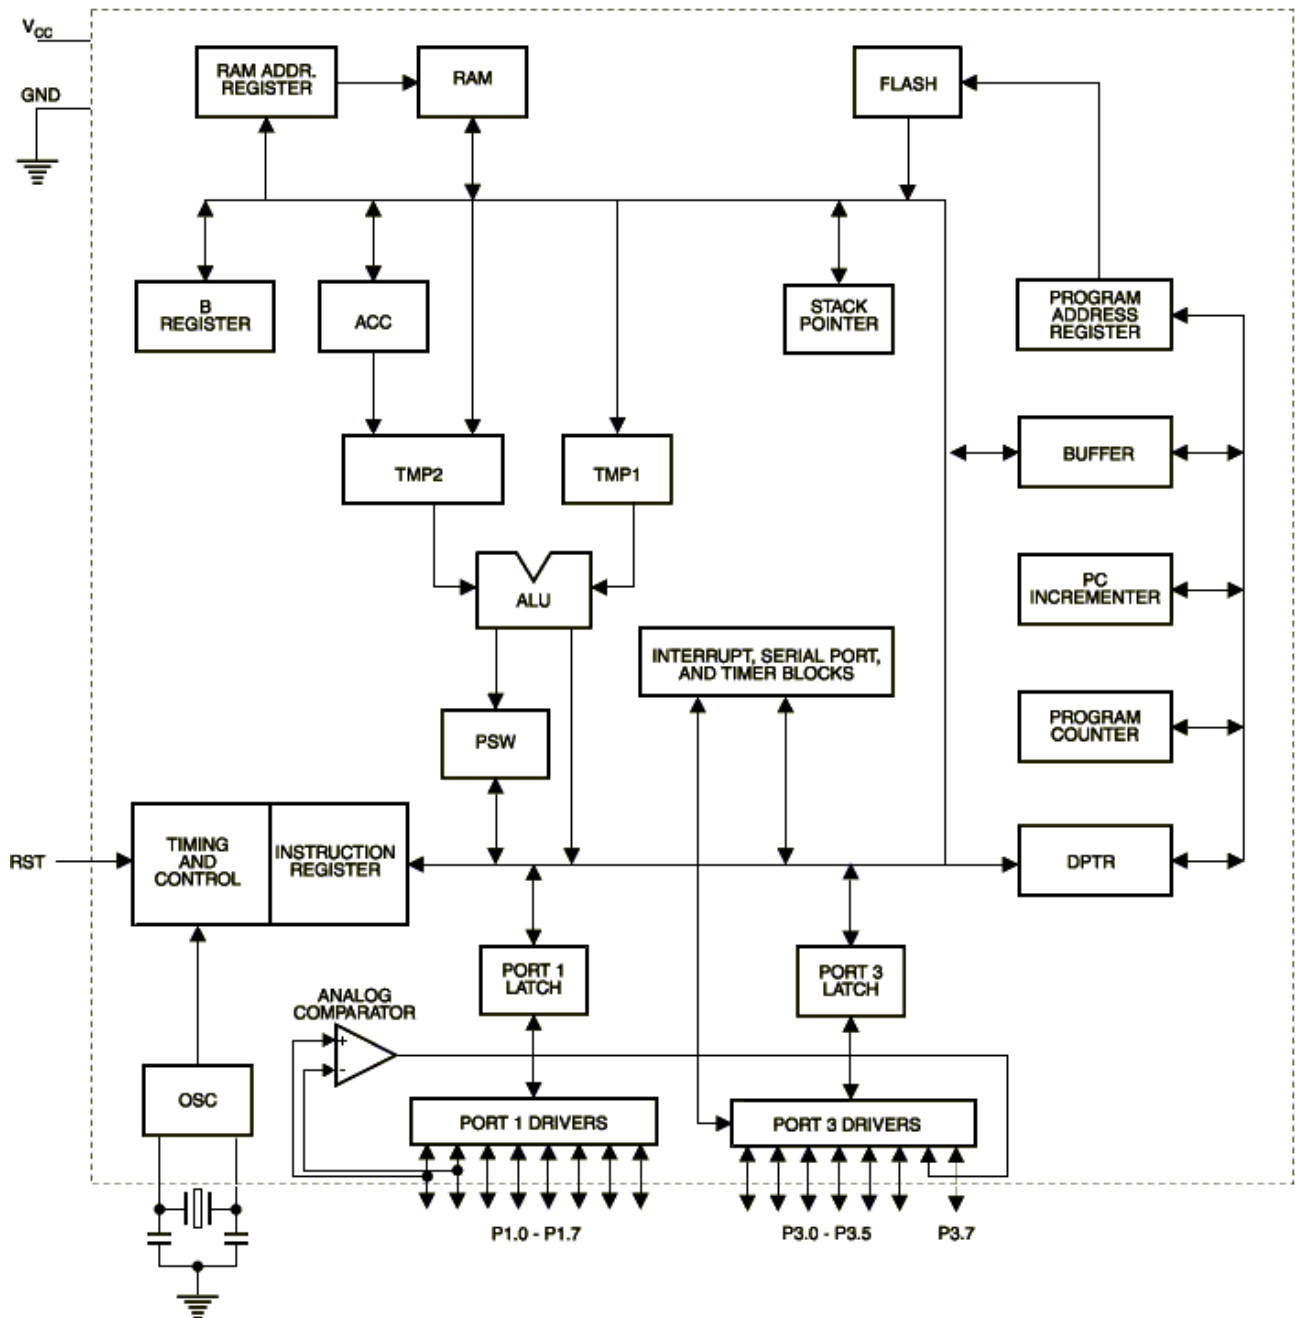 VCC
GND
RAM ADDR.
REGISTER
RAM
FLASH
B
REGISTER
ACC
STACK
POINTER
PROGRAM
ADDRESS
REGISTER
BUFFER
TMP2
TMP1
ALU
PC
INCREMENTER
INTERRUPT, SERIAL PORT,
AND TIMER BLOCKS
PSW
PROGRAM
COUNTER
RST
TIMING
AND
CONTROL
INSTRUCTION
REGISTER
DPTR
PORT 1
LATCH
PORT 3
LATCH
ANALOG
COMPARATOR
+
-
OSC
PORT 1 DRIVERS
PORT 3 DRIVERS
P1.0 - P1.7
P3.0 - P3.5
P3.7